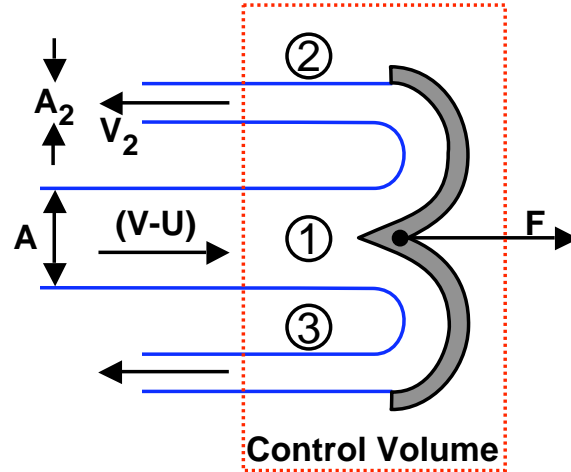 ②
A₂
V₂
(V-U)
A
①
F
③
Control Volume